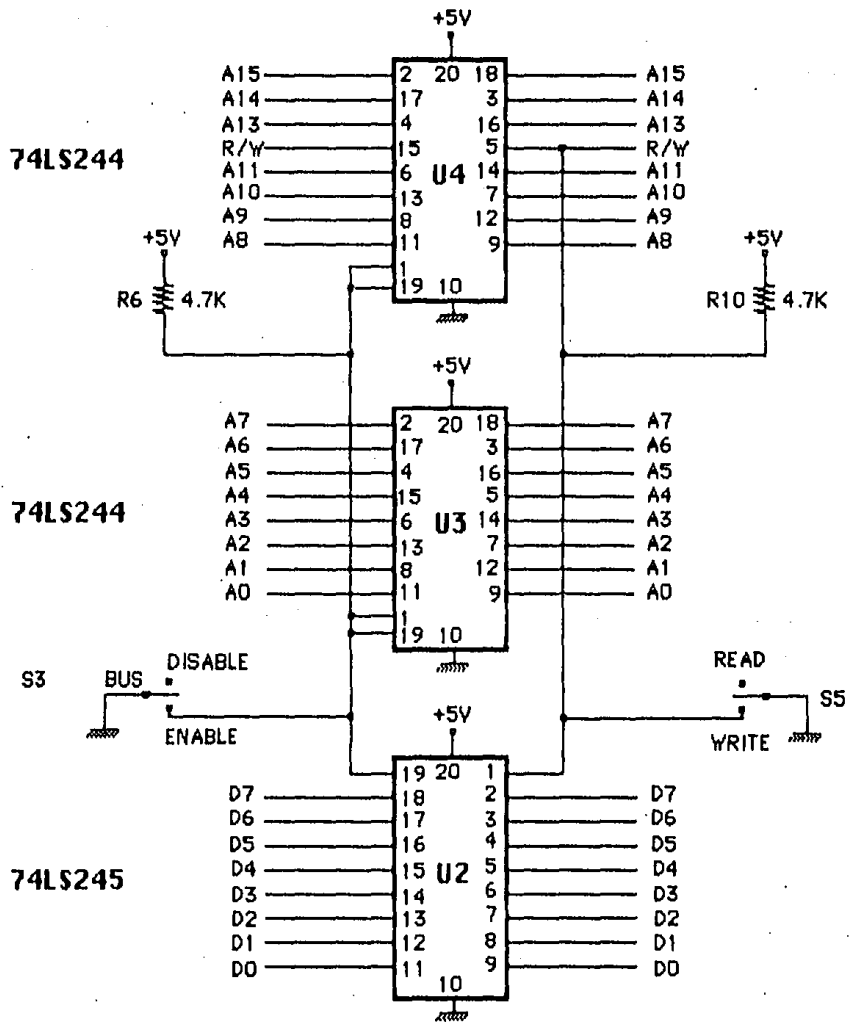 +5V
A15 2 20 18 A15
A14 17 3 A14
A13 4 16 A13
R/W 15 5 R/W
74LS244
U4
A11 6 14 A11
A10 13 7 A10
A9 8 12 A9
A8 11 9 A8
+5V
+5V
1
19 10
R6 4.7K
R10 4.7K
+5V
A7 2 20 18 A7
A6 17 3 A6
A5 4 16 A5
A4 15 5 A4
74LS244
U3
A3 6 14 A3
A2 13 7 A2
A1 8 12 A1
A0 11 9 A0
1
19 10
DISABLE
READ
S3 BUS
S5
ENABLE
WRITE
+5V
19 20 1
D7 18 2 D7
D6 17 3 D6
D5 16 4 D5
D4 15 5 D4
74LS245
U2
D3 14 6 D3
D2 13 7 D2
D1 12 8 D1
D0 11 9 D0
10